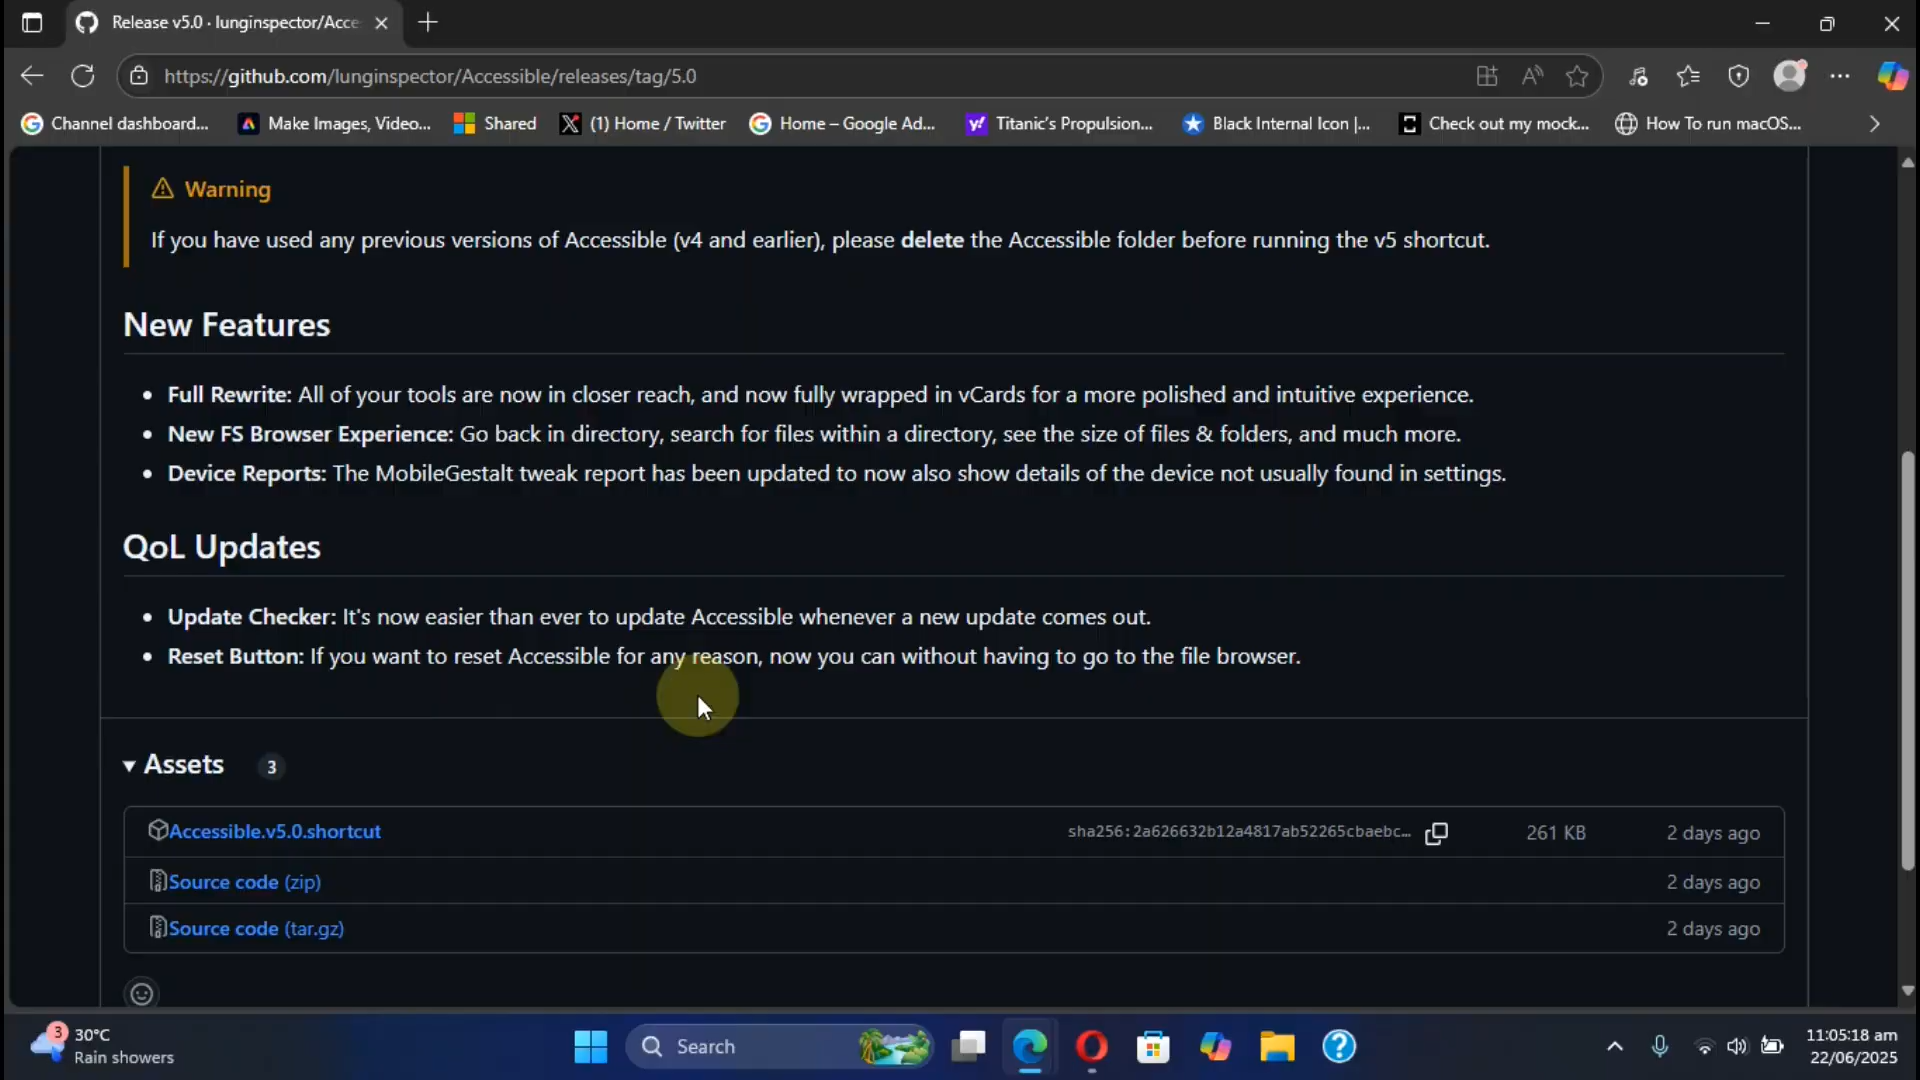 Release v5.0 · lunginspector/Acce
https://github.com/lunginspector/Accessible/releases/tag/5.0
Channel dashboard...
Make Images, Video...
Shared
(1) Home / Twitter
Home – Google Ad...
Titanic's Propulsion...
Black Internal Icon |...
Check out my mock...
How To run macOS...
Warning
If you have used any previous versions of Accessible (v4 and earlier), please delete the Accessible folder before running the v5 shortcut.
New Features
• Full Rewrite: All of your tools are now in closer reach, and now fully wrapped in vCards for a more polished and intuitive experience.
• New FS Browser Experience: Go back in directory, search for files within a directory, see the size of files & folders, and much more.
• Device Reports: The MobileGestalt tweak report has been updated to now also show details of the device not usually found in settings.
QoL Updates
• Update Checker: It's now easier than ever to update Accessible whenever a new update comes out.
• Reset Button: If you want to reset Accessible for any reason, now you can without having to go to the file browser.
Assets 3
Accessible.v5.0.shortcut
sha256:2a626632b12a4817ab52265cbaebc...
261 KB
2 days ago
Source code (zip)
2 days ago
Source code (tar.gz)
2 days ago
3
30°C
Rain showers
Search
11:05:18 am
22/06/2025